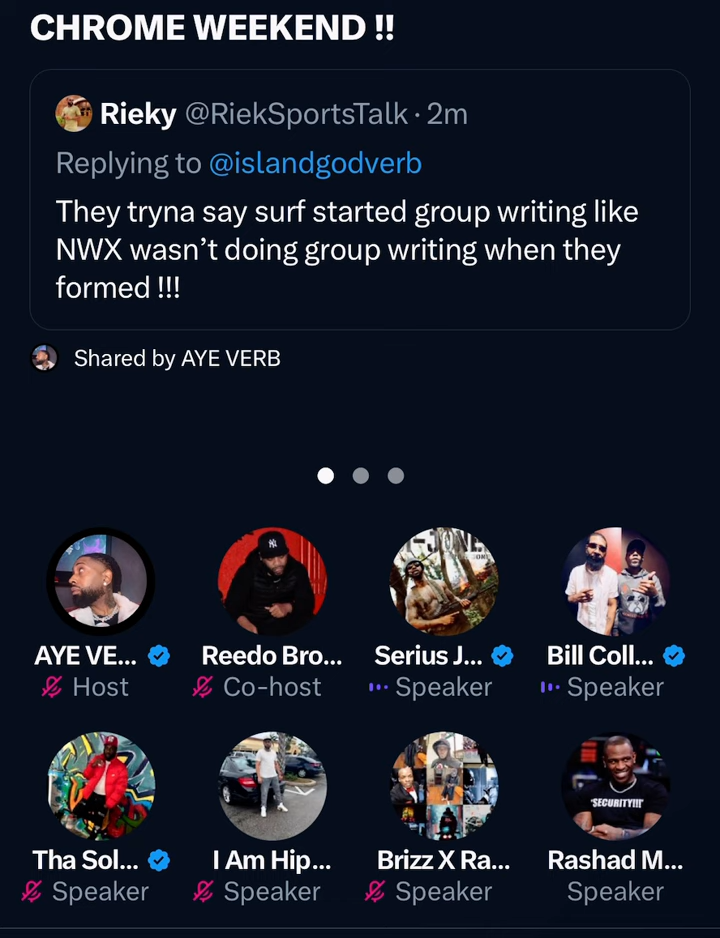 CHROME WEEKEND !!
Rieky @RiekSportsTalk · 2m
Replying to @islandgodverb
They tryna say surf started group writing like
NWX wasn’t doing group writing when they
formed !!!
Shared by AYE VERB
AYE VE... Reedo Bro... Serius J... Bill Coll...
Host Co-host Speaker Speaker
"SECURITY!!!"
Tha Sol... I Am Hip... Brizz X Ra... Rashad M...
Speaker Speaker Speaker Speaker